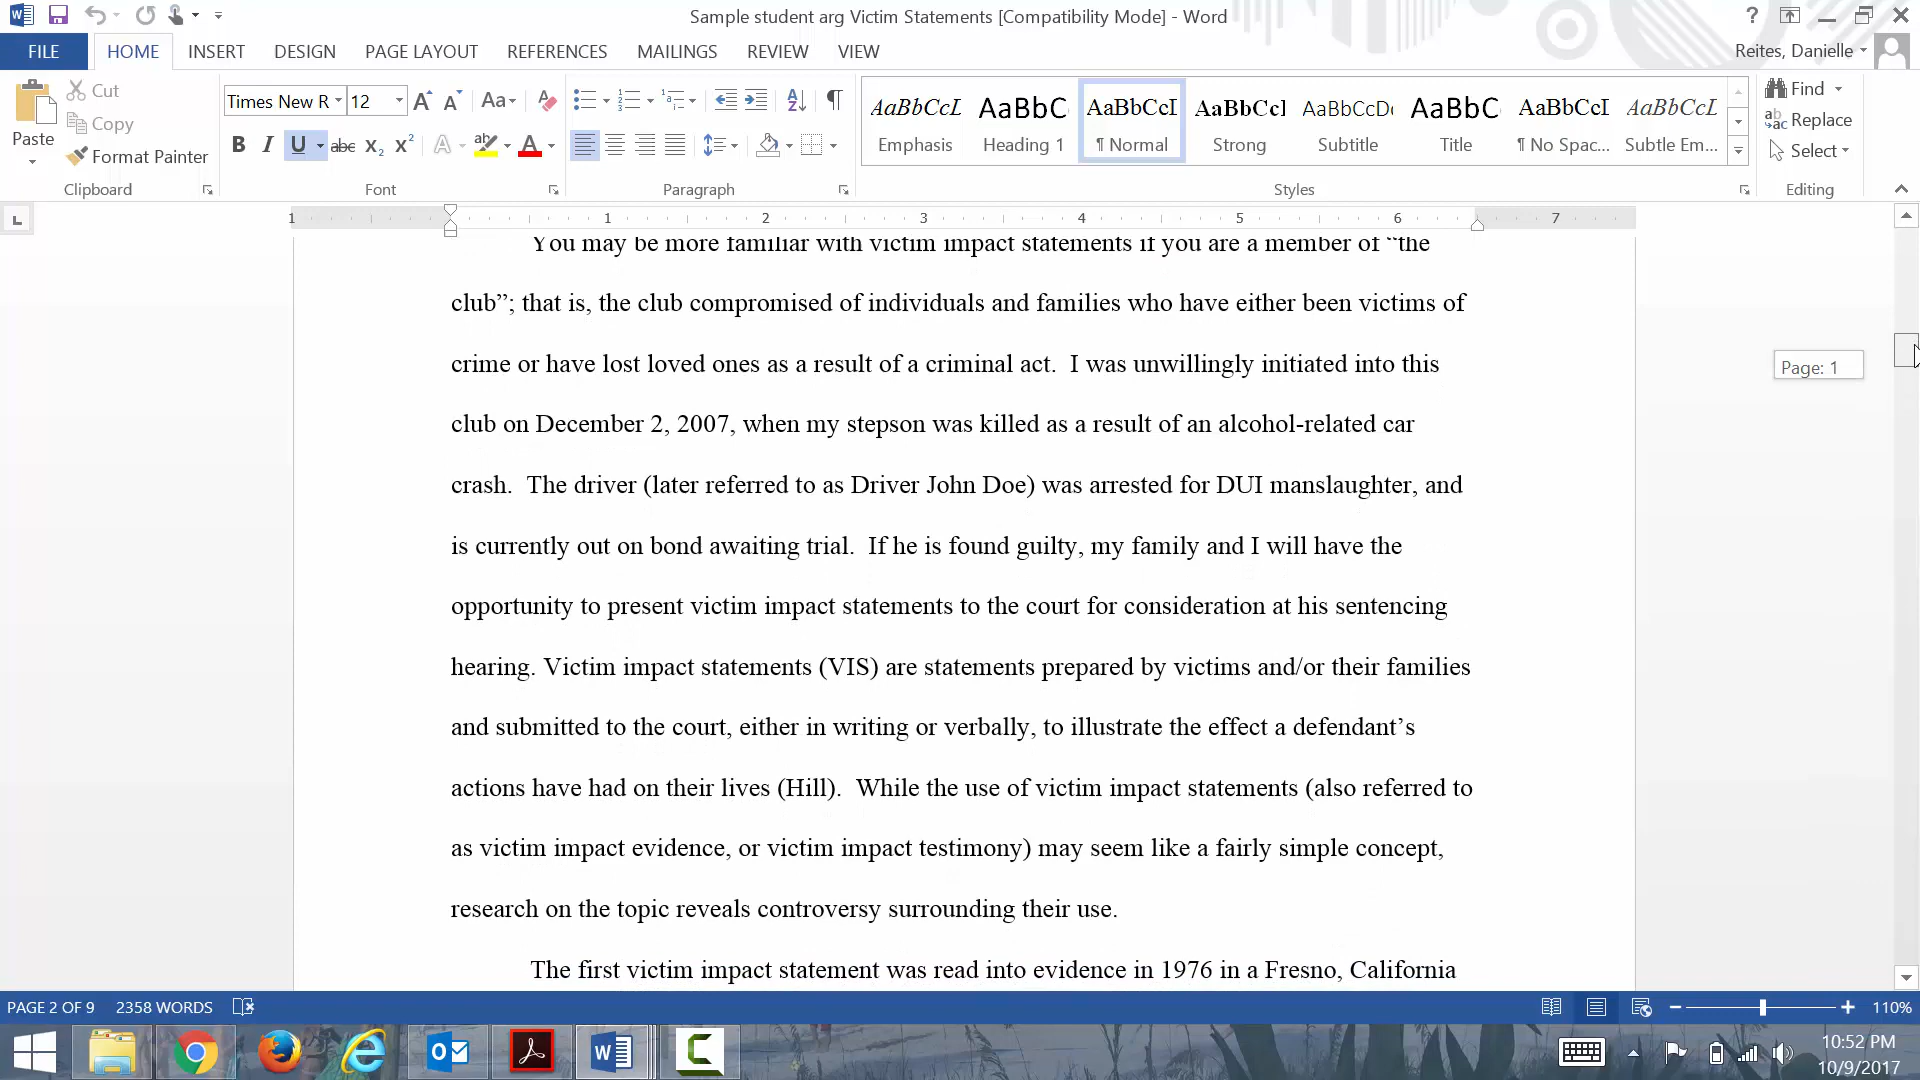 Sample student arg Victim Statements [Compatibility Mode] - Word
FILE HOME INSERT DESIGN PAGE LAYOUT REFERENCES MAILINGS REVIEW VIEW
Reites, Danielle
Paste
Cut
Copy
Format Painter
Clipboard
Times New R 12
Font
Paragraph
AaBbCcL AaBbC AaBbCcI AaBbCcI AaBbCcD AaBbC AaBbCcI AaBbCcL
Emphasis Heading 1 ¶ Normal Strong Subtitle Title ¶ No Spac... Subtle Em...
Styles
Find
Replace
Select
Editing
1 1 2 3 4 5 6 7
You may be more familiar with victim impact statements if you are a member of “the
club”; that is, the club compromised of individuals and families who have either been victims of
crime or have lost loved ones as a result of a criminal act. I was unwillingly initiated into this
club on December 2, 2007, when my stepson was killed as a result of an alcohol-related car
crash. The driver (later referred to as Driver John Doe) was arrested for DUI manslaughter, and
is currently out on bond awaiting trial. If he is found guilty, my family and I will have the
opportunity to present victim impact statements to the court for consideration at his sentencing
hearing. Victim impact statements (VIS) are statements prepared by victims and/or their families
and submitted to the court, either in writing or verbally, to illustrate the effect a defendant’s
actions have had on their lives (Hill). While the use of victim impact statements (also referred to
as victim impact evidence, or victim impact testimony) may seem like a fairly simple concept,
research on the topic reveals controversy surrounding their use.
The first victim impact statement was read into evidence in 1976 in a Fresno, California
Page: 1
PAGE 2 OF 9 2358 WORDS
110%
10:52 PM
10/9/2017